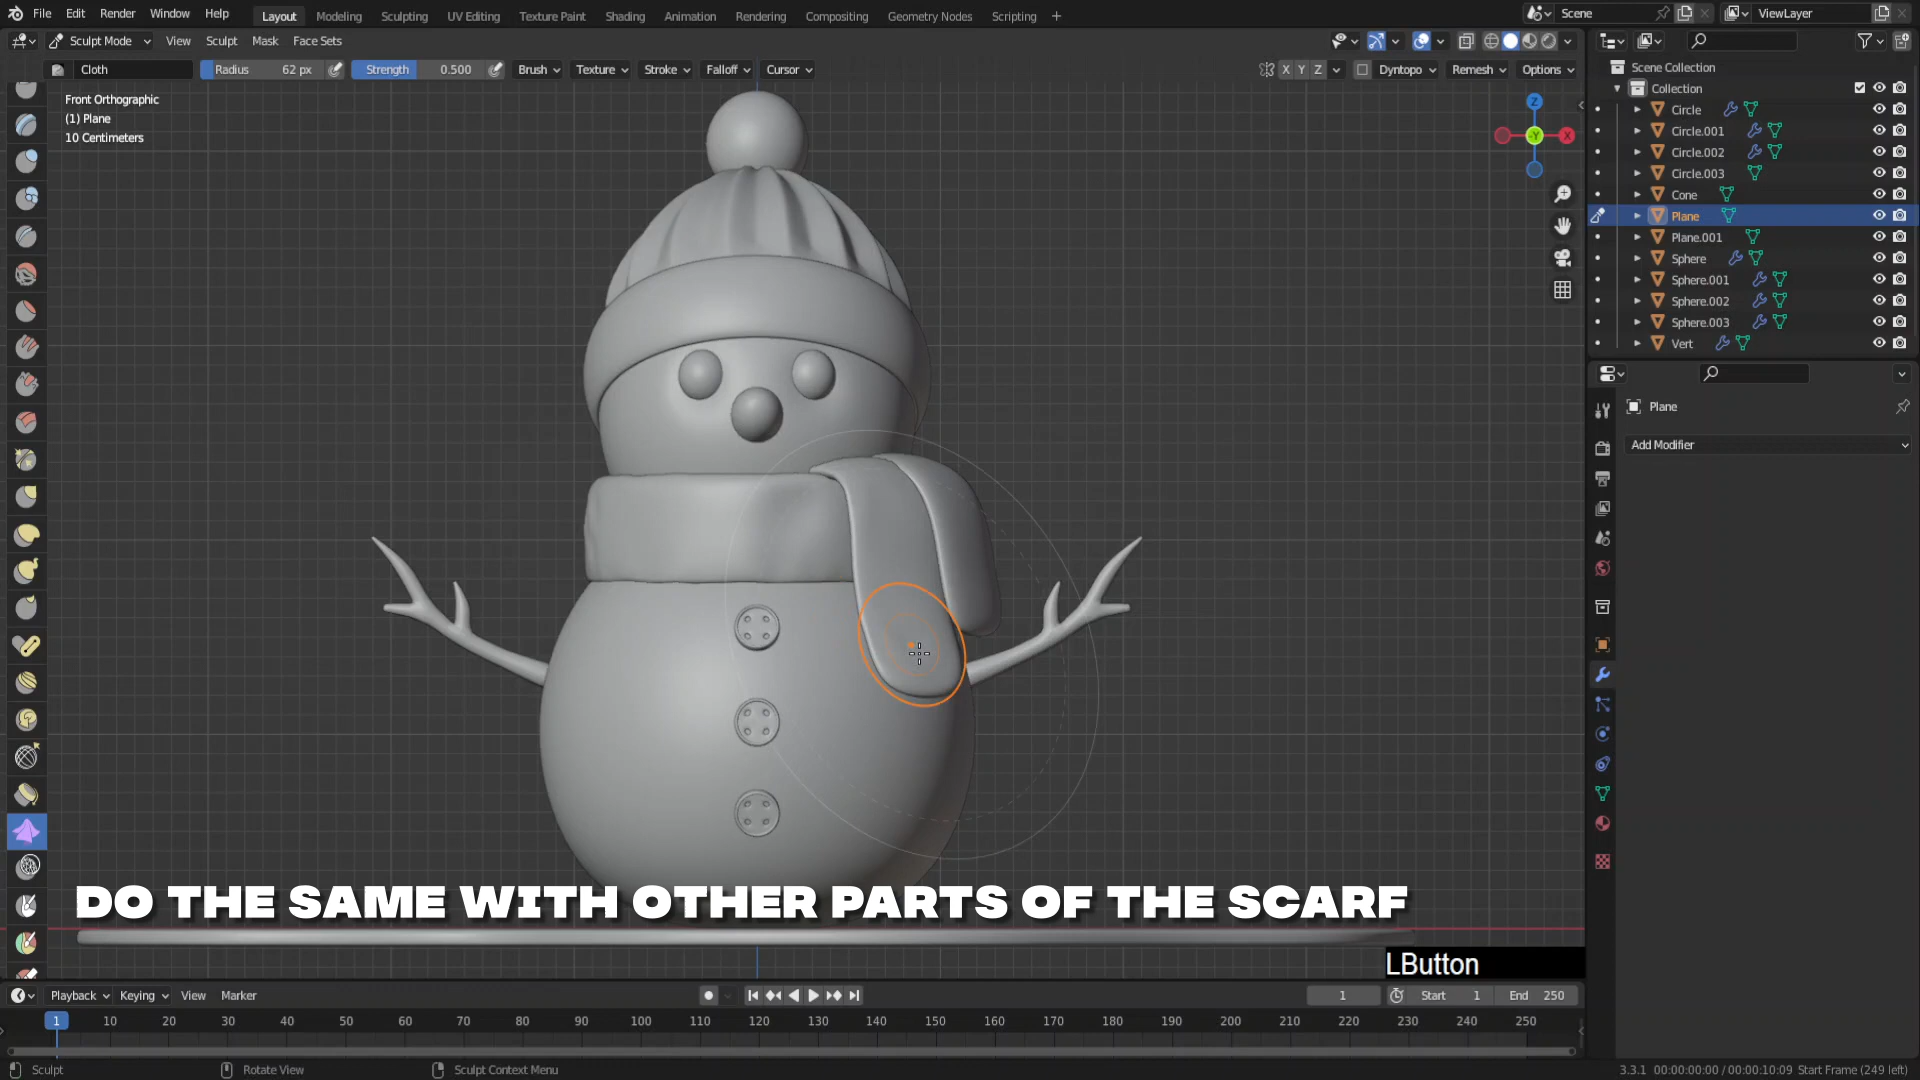 File Edit Render Window Help Layout Modeling Sculpting UV Editing Texture Paint Shading Animation Rendering Compositing Geometry Nodes Scripting + Scene ViewLayer
Sculpt Mode View Sculpt Mask Face Sets
Cloth Radius 62 px Strength 0.500 Brush Texture Stroke Falloff Cursor X Y Z Dyntopo Remesh Options
Front Orthographic
(1) Plane
10 Centimeters
Z
-Y X
Scene Collection
Collection
Circle
Circle.001
Circle.002
Circle.003
Cone
Plane
Plane.001
Sphere
Sphere.001
Sphere.002
Sphere.003
Vert
Plane
Add Modifier
DO THE SAME WITH OTHER PARTS OF THE SCARF
LButton
Playback Keying View Marker 1 Start 1 End 250
1 10 20 30 40 50 60 70 80 90 100 110 120 130 140 150 160 170 180 190 200 210 220 230 240 250
Sculpt Rotate View Sculpt Context Menu 3.3.1 00:00:00:00 / 00:00:10:09 Start Frame (249 left)